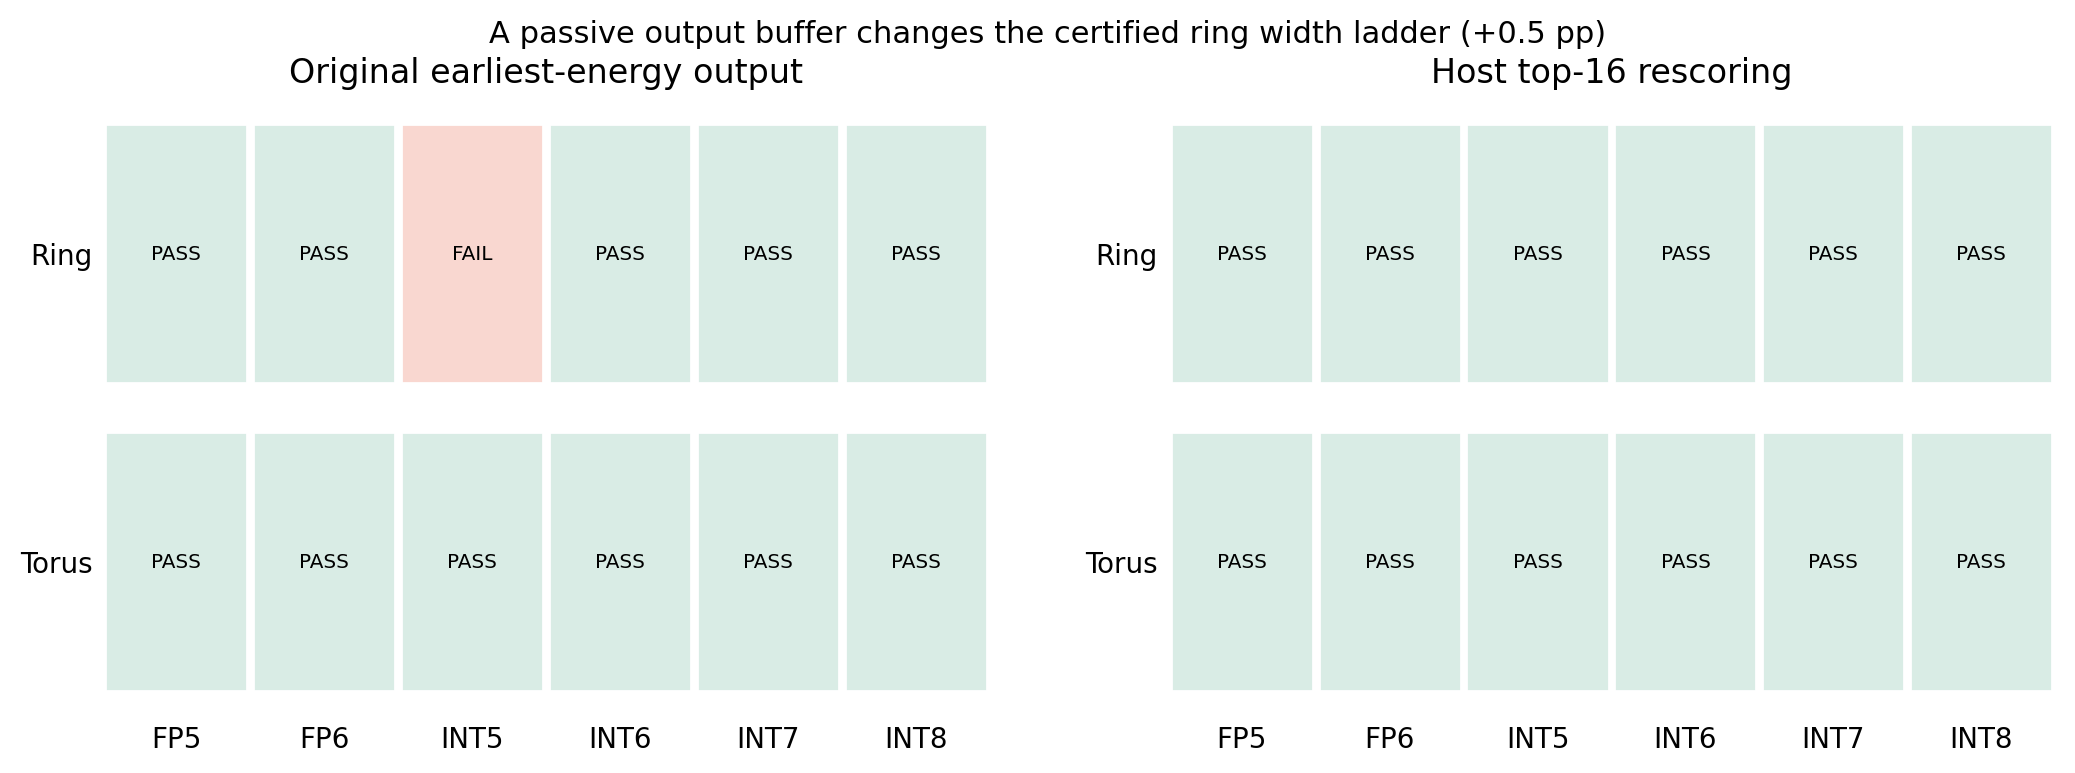 A passive output buffer changes the certified ring width ladder (+0.5 pp)
Original earliest-energy output
Ring PASS PASS FAIL PASS PASS PASS
Torus PASS PASS PASS PASS PASS PASS
FP5 FP6 INT5 INT6 INT7 INT8
Host top-16 rescoring
Ring PASS PASS PASS PASS PASS PASS
Torus PASS PASS PASS PASS PASS PASS
FP5 FP6 INT5 INT6 INT7 INT8